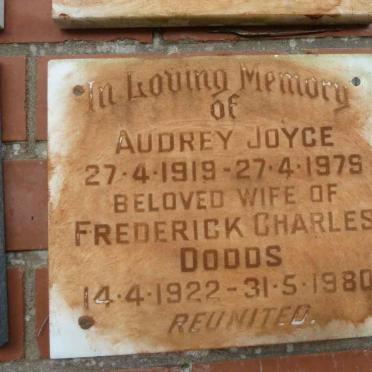 In Loving Memory
of
AUDREY JOYCE
27·4·1919-27·4·1979
BELOVED WIFE OF
FREDERICK CHARLES
DODDS
14·4·1922-31·5·1980
REUNITED.